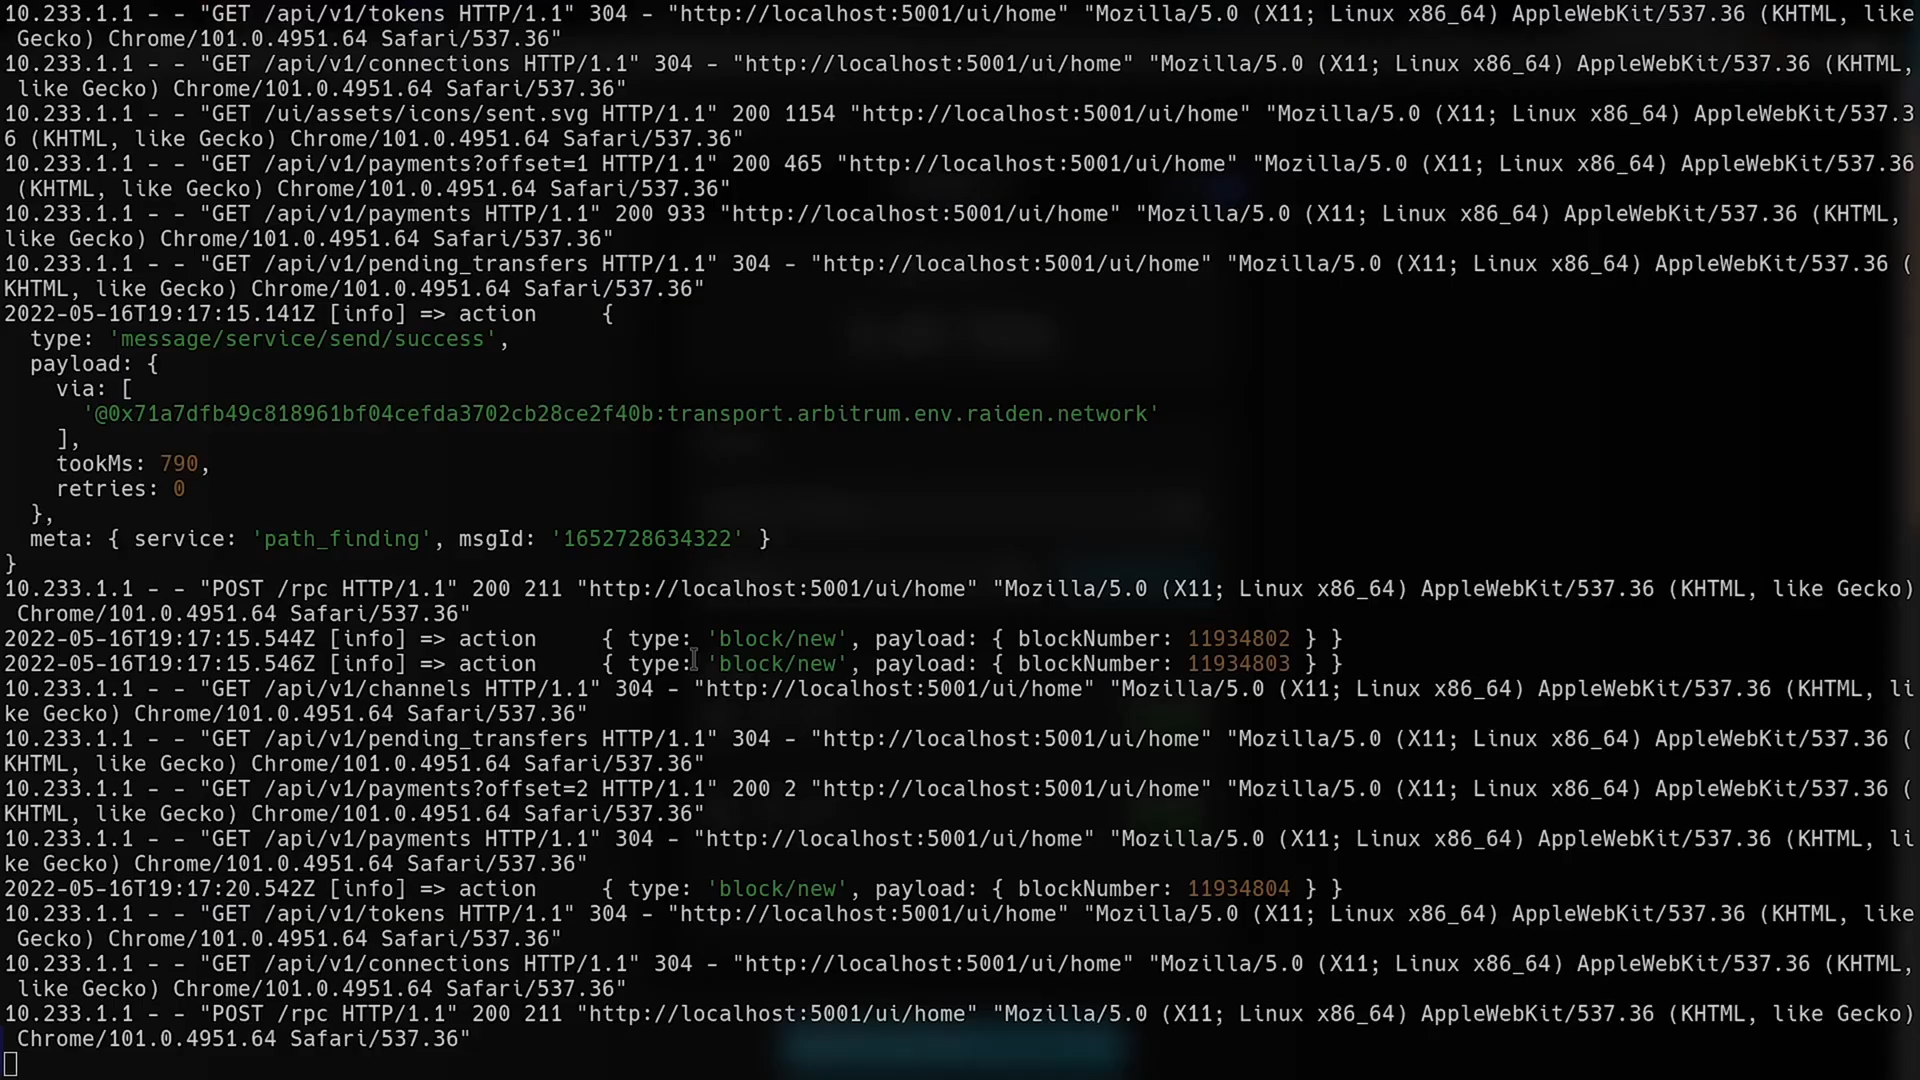 10.233.1.1 - - "GET /api/v1/tokens HTTP/1.1" 304 - "http://localhost:5001/ui/home" "Mozilla/5.0 (X11; Linux x86_64) AppleWebKit/537.36 (KHTML, like
 Gecko) Chrome/101.0.4951.64 Safari/537.36"
10.233.1.1 - - "GET /api/v1/connections HTTP/1.1" 304 - "http://localhost:5001/ui/home" "Mozilla/5.0 (X11; Linux x86_64) AppleWebKit/537.36 (KHTML,
 like Gecko) Chrome/101.0.4951.64 Safari/537.36"
10.233.1.1 - - "GET /ui/assets/icons/sent.svg HTTP/1.1" 200 1154 "http://localhost:5001/ui/home" "Mozilla/5.0 (X11; Linux x86_64) AppleWebKit/537.3
6 (KHTML, like Gecko) Chrome/101.0.4951.64 Safari/537.36"
10.233.1.1 - - "GET /api/v1/payments?offset=1 HTTP/1.1" 200 465 "http://localhost:5001/ui/home" "Mozilla/5.0 (X11; Linux x86_64) AppleWebKit/537.36
 (KHTML, like Gecko) Chrome/101.0.4951.64 Safari/537.36"
10.233.1.1 - - "GET /api/v1/payments HTTP/1.1" 200 933 "http://localhost:5001/ui/home" "Mozilla/5.0 (X11; Linux x86_64) AppleWebKit/537.36 (KHTML,
like Gecko) Chrome/101.0.4951.64 Safari/537.36"
10.233.1.1 - - "GET /api/v1/pending_transfers HTTP/1.1" 304 - "http://localhost:5001/ui/home" "Mozilla/5.0 (X11; Linux x86_64) AppleWebKit/537.36 (
KHTML, like Gecko) Chrome/101.0.4951.64 Safari/537.36"
2022-05-16T19:17:15.141Z [info] => action     {
  type: 'message/service/send/success',
  payload: {
    via: [
      '@0x71a7dfb49c818961bf04cefda3702cb28ce2f40b:transport.arbitrum.env.raiden.network'
    ],
    tookMs: 790,
    retries: 0
  },
  meta: { service: 'path_finding', msgId: '1652728634322' }
}
10.233.1.1 - - "POST /rpc HTTP/1.1" 200 211 "http://localhost:5001/ui/home" "Mozilla/5.0 (X11; Linux x86_64) AppleWebKit/537.36 (KHTML, like Gecko)
 Chrome/101.0.4951.64 Safari/537.36"
2022-05-16T19:17:15.544Z [info] => action     { type: 'block/new', payload: { blockNumber: 11934802 } }
2022-05-16T19:17:15.546Z [info] => action     { type: 'block/new', payload: { blockNumber: 11934803 } }
10.233.1.1 - - "GET /api/v1/channels HTTP/1.1" 304 - "http://localhost:5001/ui/home" "Mozilla/5.0 (X11; Linux x86_64) AppleWebKit/537.36 (KHTML, li
ke Gecko) Chrome/101.0.4951.64 Safari/537.36"
10.233.1.1 - - "GET /api/v1/pending_transfers HTTP/1.1" 304 - "http://localhost:5001/ui/home" "Mozilla/5.0 (X11; Linux x86_64) AppleWebKit/537.36 (
KHTML, like Gecko) Chrome/101.0.4951.64 Safari/537.36"
10.233.1.1 - - "GET /api/v1/payments?offset=2 HTTP/1.1" 200 2 "http://localhost:5001/ui/home" "Mozilla/5.0 (X11; Linux x86_64) AppleWebKit/537.36 (
KHTML, like Gecko) Chrome/101.0.4951.64 Safari/537.36"
10.233.1.1 - - "GET /api/v1/payments HTTP/1.1" 304 - "http://localhost:5001/ui/home" "Mozilla/5.0 (X11; Linux x86_64) AppleWebKit/537.36 (KHTML, li
ke Gecko) Chrome/101.0.4951.64 Safari/537.36"
2022-05-16T19:17:20.542Z [info] => action     { type: 'block/new', payload: { blockNumber: 11934804 } }
10.233.1.1 - - "GET /api/v1/tokens HTTP/1.1" 304 - "http://localhost:5001/ui/home" "Mozilla/5.0 (X11; Linux x86_64) AppleWebKit/537.36 (KHTML, like
 Gecko) Chrome/101.0.4951.64 Safari/537.36"
10.233.1.1 - - "GET /api/v1/connections HTTP/1.1" 304 - "http://localhost:5001/ui/home" "Mozilla/5.0 (X11; Linux x86_64) AppleWebKit/537.36 (KHTML,
 like Gecko) Chrome/101.0.4951.64 Safari/537.36"
10.233.1.1 - - "POST /rpc HTTP/1.1" 200 211 "http://localhost:5001/ui/home" "Mozilla/5.0 (X11; Linux x86_64) AppleWebKit/537.36 (KHTML, like Gecko)
 Chrome/101.0.4951.64 Safari/537.36"